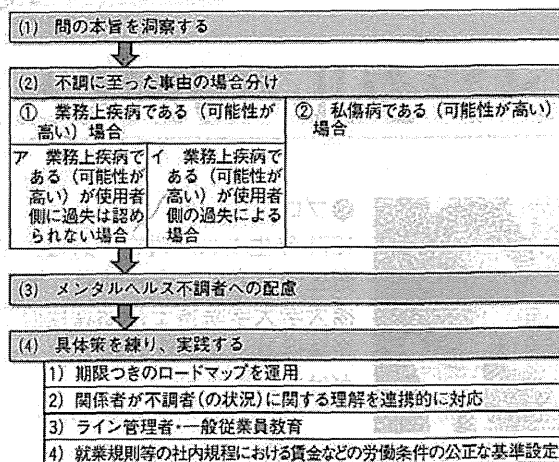 (1) 問の本旨を洞察する
(2) 不調に至った事由の場合分け
① 業務上疾病である（可能性が
高い）場合
② 私傷病である（可能性が高い）
場合
ア 業務上疾病で
ある（可能性が
高い）が使用者
側に過失は認め
られない場合
イ 業務上疾病で
ある（可能性が
高い）が使用者
側の過失による
場合
(3) メンタルヘルス不調者への配慮
(4) 具体策を練り、実践する
1) 期限つきのロードマップを運用
2) 関係者が不調者（の状況）に関する理解を連携的に対応
3) ライン管理者・一般従業員教育
4) 就業規則等の社内規程における賃金などの労働条件の公正な基準設定